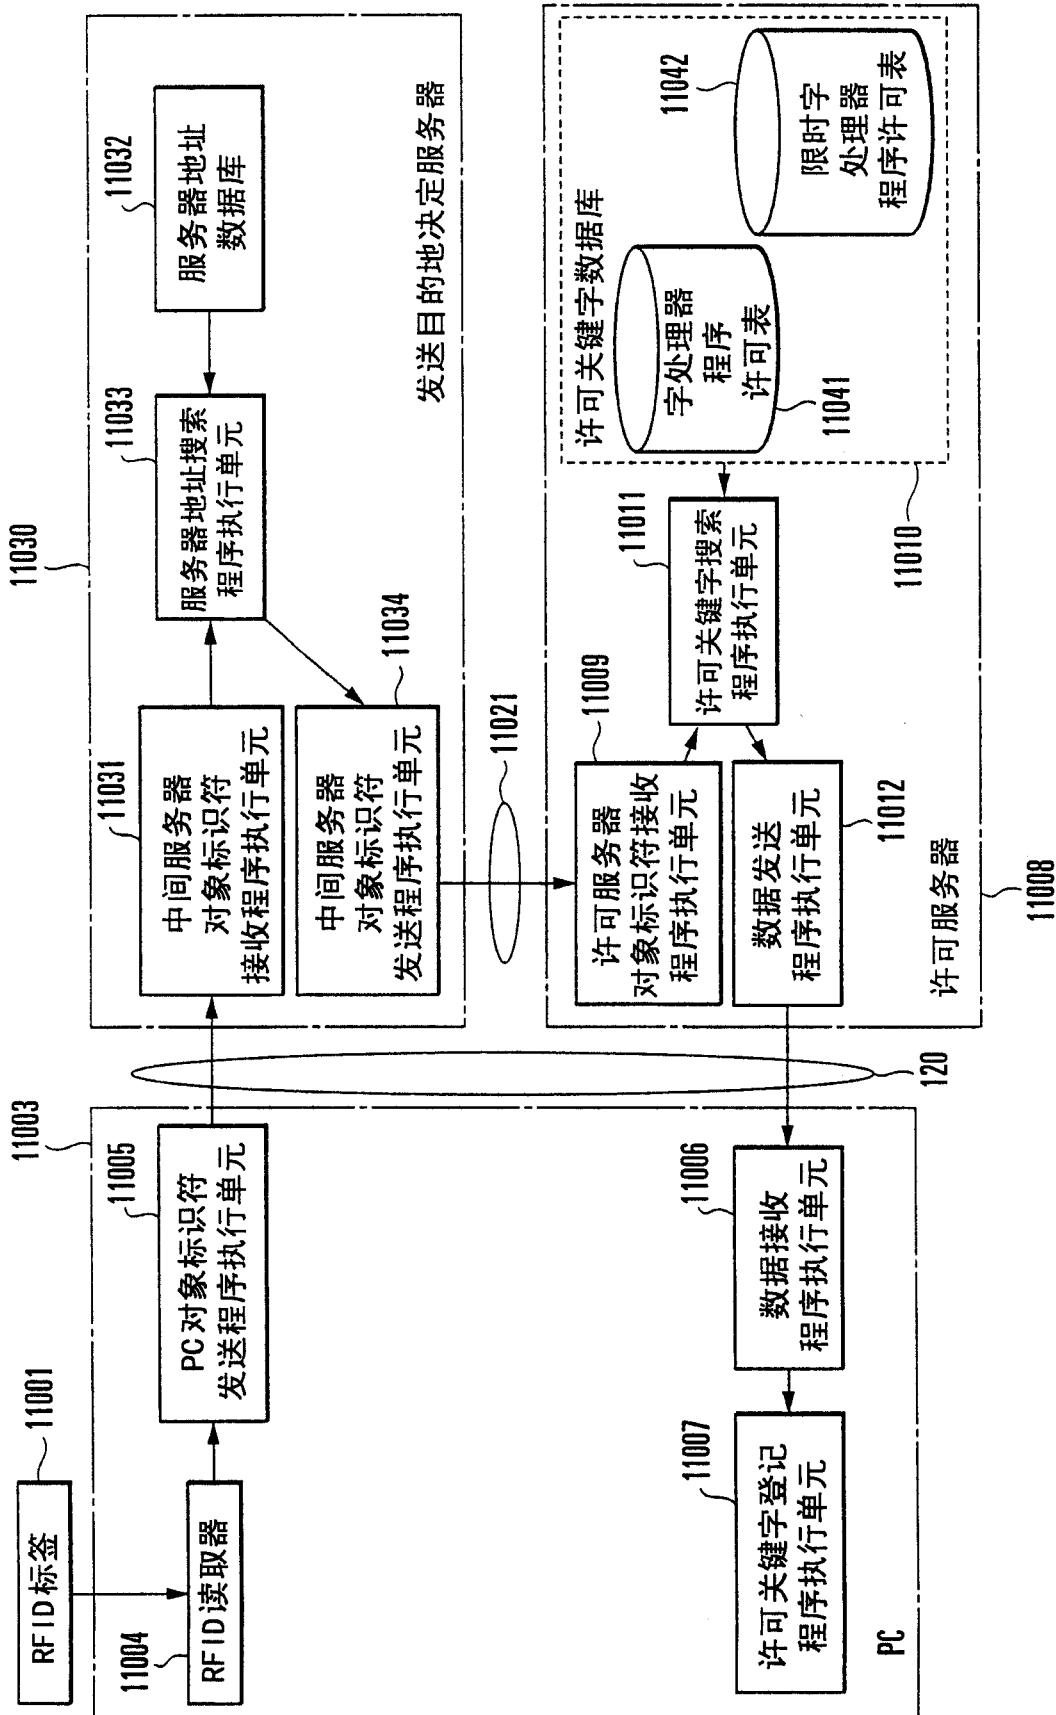 11001
RFID标签
11003
11004
RFID读取器
11005
PC对象标识符
发送程序执行单元
11006
数据接收
程序执行单元
11007
许可关键字登记
程序执行单元
PC
120
11030
11031
中间服务器
对象标识符
接收程序执行单元
11033
服务器地址搜索
程序执行单元
11032
服务器地址
数据库
11034
中间服务器
对象标识符
发送程序执行单元
发送目的地决定服务器
11021
11009
许可服务器
对象标识符接收
程序执行单元
11011
许可关键字搜索
程序执行单元
11012
数据发送
程序执行单元
许可关键字数据库
字处理器
程序
许可表
11041
11042
限时字
处理器
程序许可表
11010
许可服务器
11008